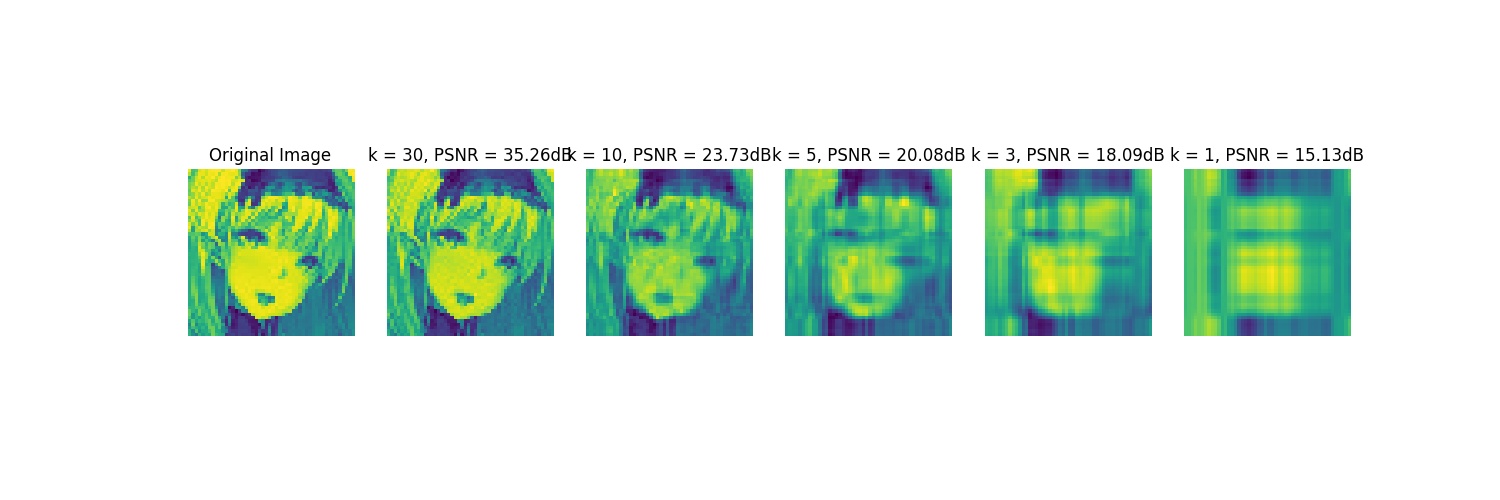 Original Image
k = 30, PSNR = 35.26dB
k = 10, PSNR = 23.73dB
k = 5, PSNR = 20.08dB
k = 3, PSNR = 18.09dB
k = 1, PSNR = 15.13dB